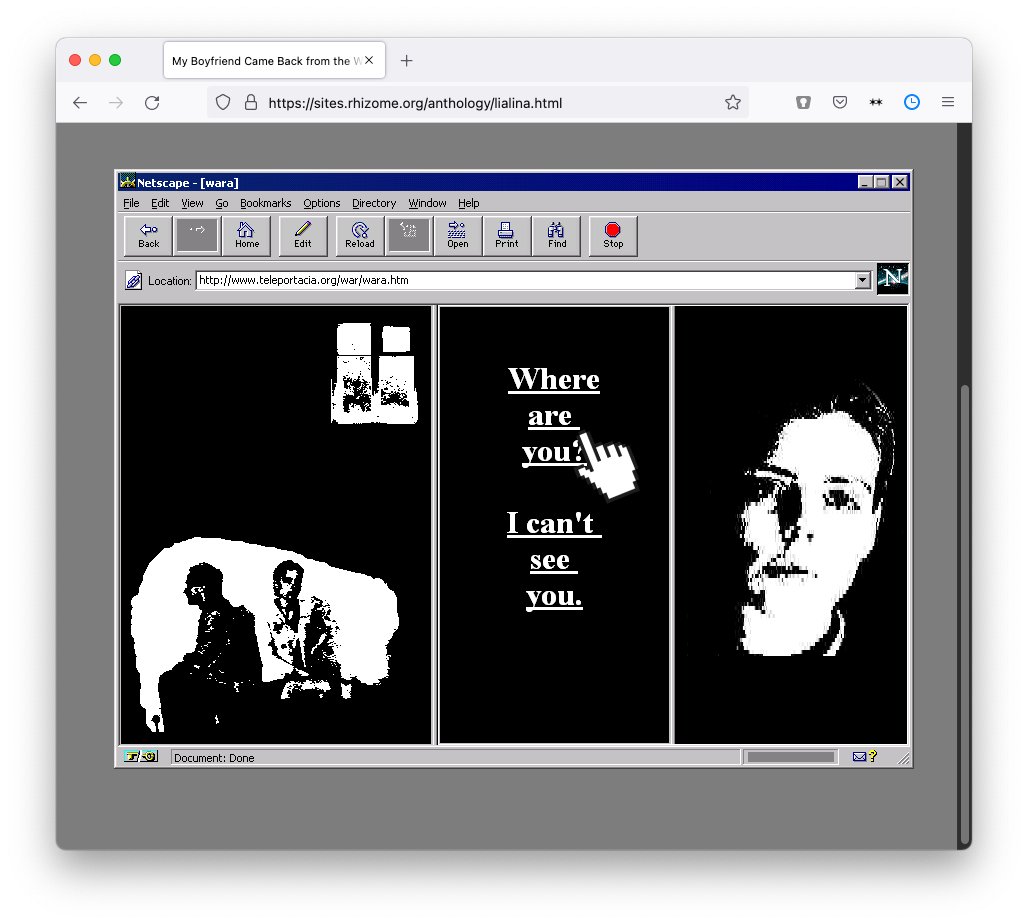 My Boyfriend Came Back from the W
https://sites.rhizome.org/anthology/lialina.html
Netscape - [wara]
File Edit View Go Bookmarks Options Directory Window Help
Back Home Edit Reload Open Print Find Stop
Location: http://www.teleportacia.org/war/wara.htm
N
Where
are
you?
I can't
see
you.
Document: Done